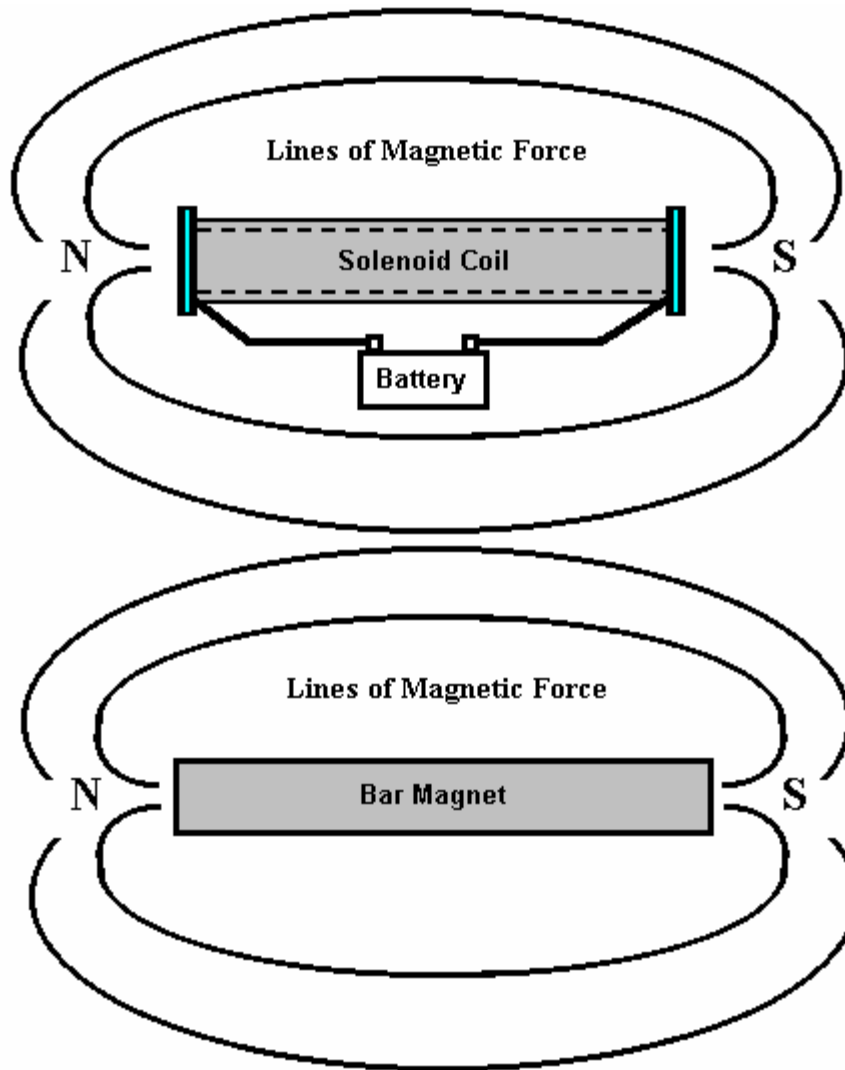 Lines of Magnetic Force
N
Solenoid Coil
S
Battery
Lines of Magnetic Force
N
Bar Magnet
S